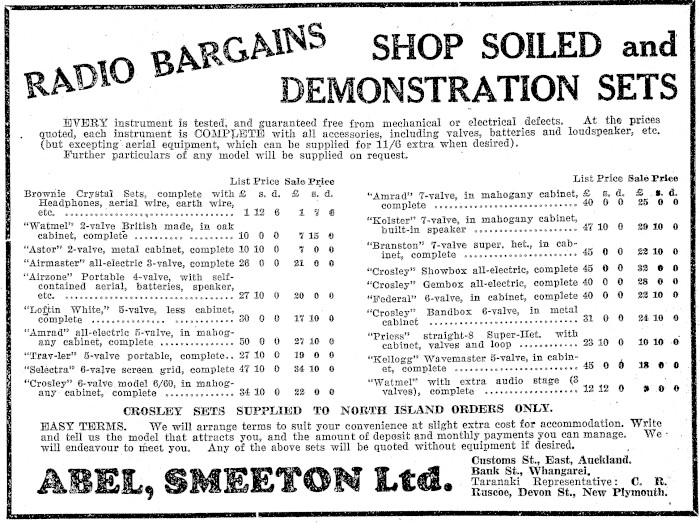 RADIO BARGAINS
SHOP SOILED and
DEMONSTRATION SETS
EVERY instrument is tested, and guaranteed free from mechanical or electrical defects. At the prices
quoted, each instrument is COMPLETE with all accessories, including valves, batteries and loudspeaker, etc.
(but excepting aerial equipment, which can be supplied for 11/6 extra when desired).
Further particulars of any model will be supplied on request.
List Price Sale Price
Brownie Crystal Sets, complete with £ s. d. £ s. d.
Headphones, aerial wire, earth wire,
etc. .................... 1 12 6 1 7 6
"Watmel" 2-valve British made, in oak
cabinet, complete ............... 10 0 0 7 15 0
"Astor" 2-valve, metal cabinet, complete 10 10 0 7 0 0
"Airmaster" all-electric 3-valve, complete 26 0 0 21 0 0
"Airzone" Portable 4-valve, with self-
contained aerial, batteries, speaker,
etc. ........................ 27 10 0 20 0 0
"Loftin White," 5-valve, less cabinet,
complete .................... 30 0 0 17 10 0
"Amrad" all-electric 5-valve, in mahog-
any cabinet, complete ............ 50 0 0 27 10 0
"Trav-ler" 5-valve portable, complete.. 27 10 0 19 0 0
"Selectra" 6-valve screen grid, complete 47 10 0 34 10 0
"Crosley" 6-valve model 6/60, in mahog-
any cabinet, complete ............ 34 10 0 22 0 0
List Price Sale Price
"Amrad" 7-valve, in mahogany cabinet, £ s. d. £ s. d.
complete .................... 40 0 0 25 0 0
"Kolster" 7-valve, in mahogany cabinet,
built-in speaker ................ 47 10 0 29 10 0
"Branston" 7-valve super. het., in cab-
inet, complete .................. 45 0 0 22 10 0
"Crosley" Showbox all-electric, complete 45 0 0 32 0 0
"Crosley" Gembox all-electric, complete 40 0 0 28 0 0
"Federal" 6-valve, in cabinet, complete 40 0 0 22 10 0
"Crosley" Bandbox 6-valve, in metal
cabinet .................... 31 0 0 24 10 0
"Priess" straight-8 Super-Het. with
cabinet, valves and loop ........ 23 10 0 10 10 0
"Kellogg" Wavemaster 5-valve, in cabin-
et, complete .................. 45 0 0 18 0 0
"Watmel" with extra audio stage (3
valves), complete .............. 12 12 0 0 0
CROSLEY SETS SUPPLIED TO NORTH ISLAND ORDERS ONLY.
EASY TERMS. We will arrange terms to suit your convenience at slight extra cost for accommodation. Write
and tell us the model that attracts you, and the amount of deposit and monthly payments you can manage. We
will endeavour to meet you. Any of the above sets will be quoted without equipment if desired.
ABEL, SMEETON Ltd.
Customs St., East, Auckland.
Bank St., Whangarei.
Taranaki Representative: C. R.
Ruscoe, Devon St., New Plymouth.